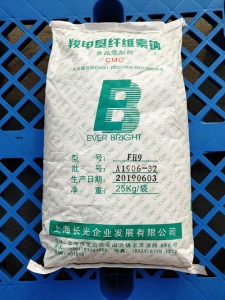 羧甲基纤维素钠
食品添加剂
CMC
B
EVER BRIGHT
型 号： FH9
批 号： A1906-32
生产日期： 20190603
净 重： 25Kg/袋
上海长光企业发展有限公司